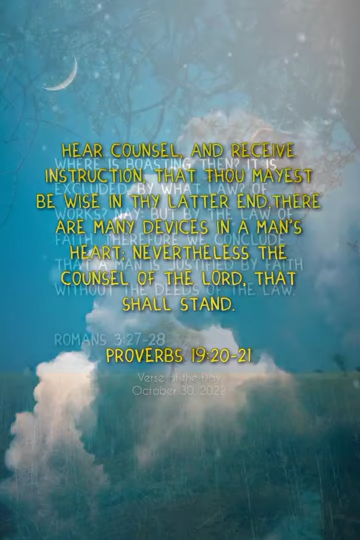 HEAR COUNSEL, AND RECEIVE
WHERE IS BOASTING THEN? IT IS
INSTRUCTION, THAT THOU MAYEST
EXCLUDED. BY WHAT LAW? OF
BE WISE IN THY LATTER END.THERE
WORKS? NAY: BUT BY THE LAW OF
ARE MANY DEVICES IN A MAN'S
FAITH. THEREFORE WE CONCLUDE
HEART; NEVERTHELESS THE
THAT A MAN IS JUSTIFIED BY FAITH
COUNSEL OF THE LORD, THAT
WITHOUT THE DEEDS OF THE LAW.
SHALL STAND.
ROMANS 3:27-28
PROVERBS 19:20-21
Verse of the Day
October 30, 2022